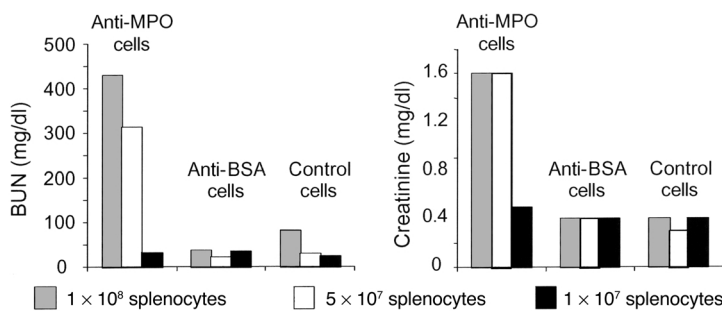 Anti-MPO
cells
500
400
300
200
100
0
BUN (mg/dl)
Anti-BSA
cells
Control
cells
Anti-MPO
cells
1.6
1.2
0.8
0.4
0
Creatinine (mg/dl)
Anti-BSA
cells
Control
cells
1 × 10⁸ splenocytes
5 × 10⁷ splenocytes
1 × 10⁷ splenocytes